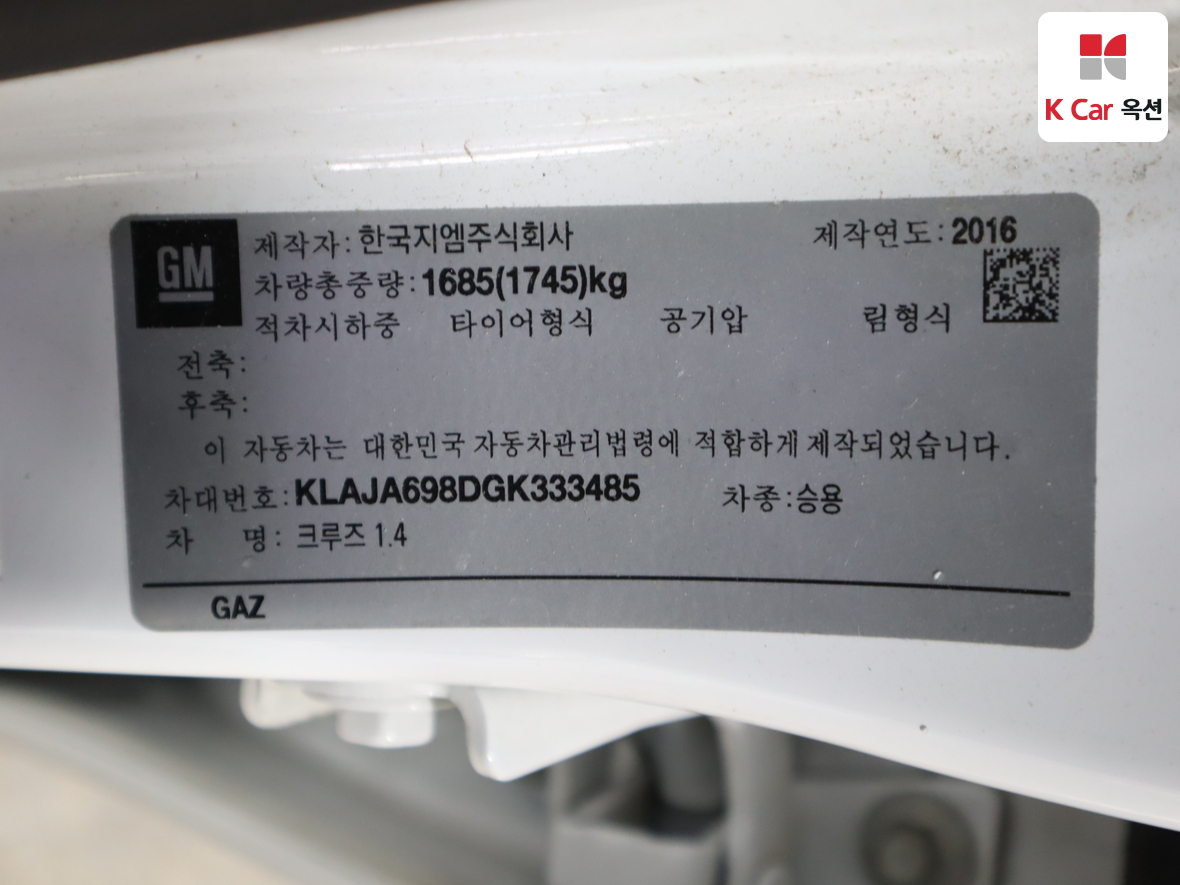 K Car 옥션
GM 제작자: 한국지엠주식회사 제작연도: 2016
차량총중량: 1685(1745)kg
적차시하중 타이어형식 공기압 림형식
전축:
후축:
이 자동차는 대한민국 자동차관리법령에 적합하게 제작되었습니다.
차대번호: KLAJA698DGK333485 차종: 승용
차 명: 크루즈 1.4
GAZ